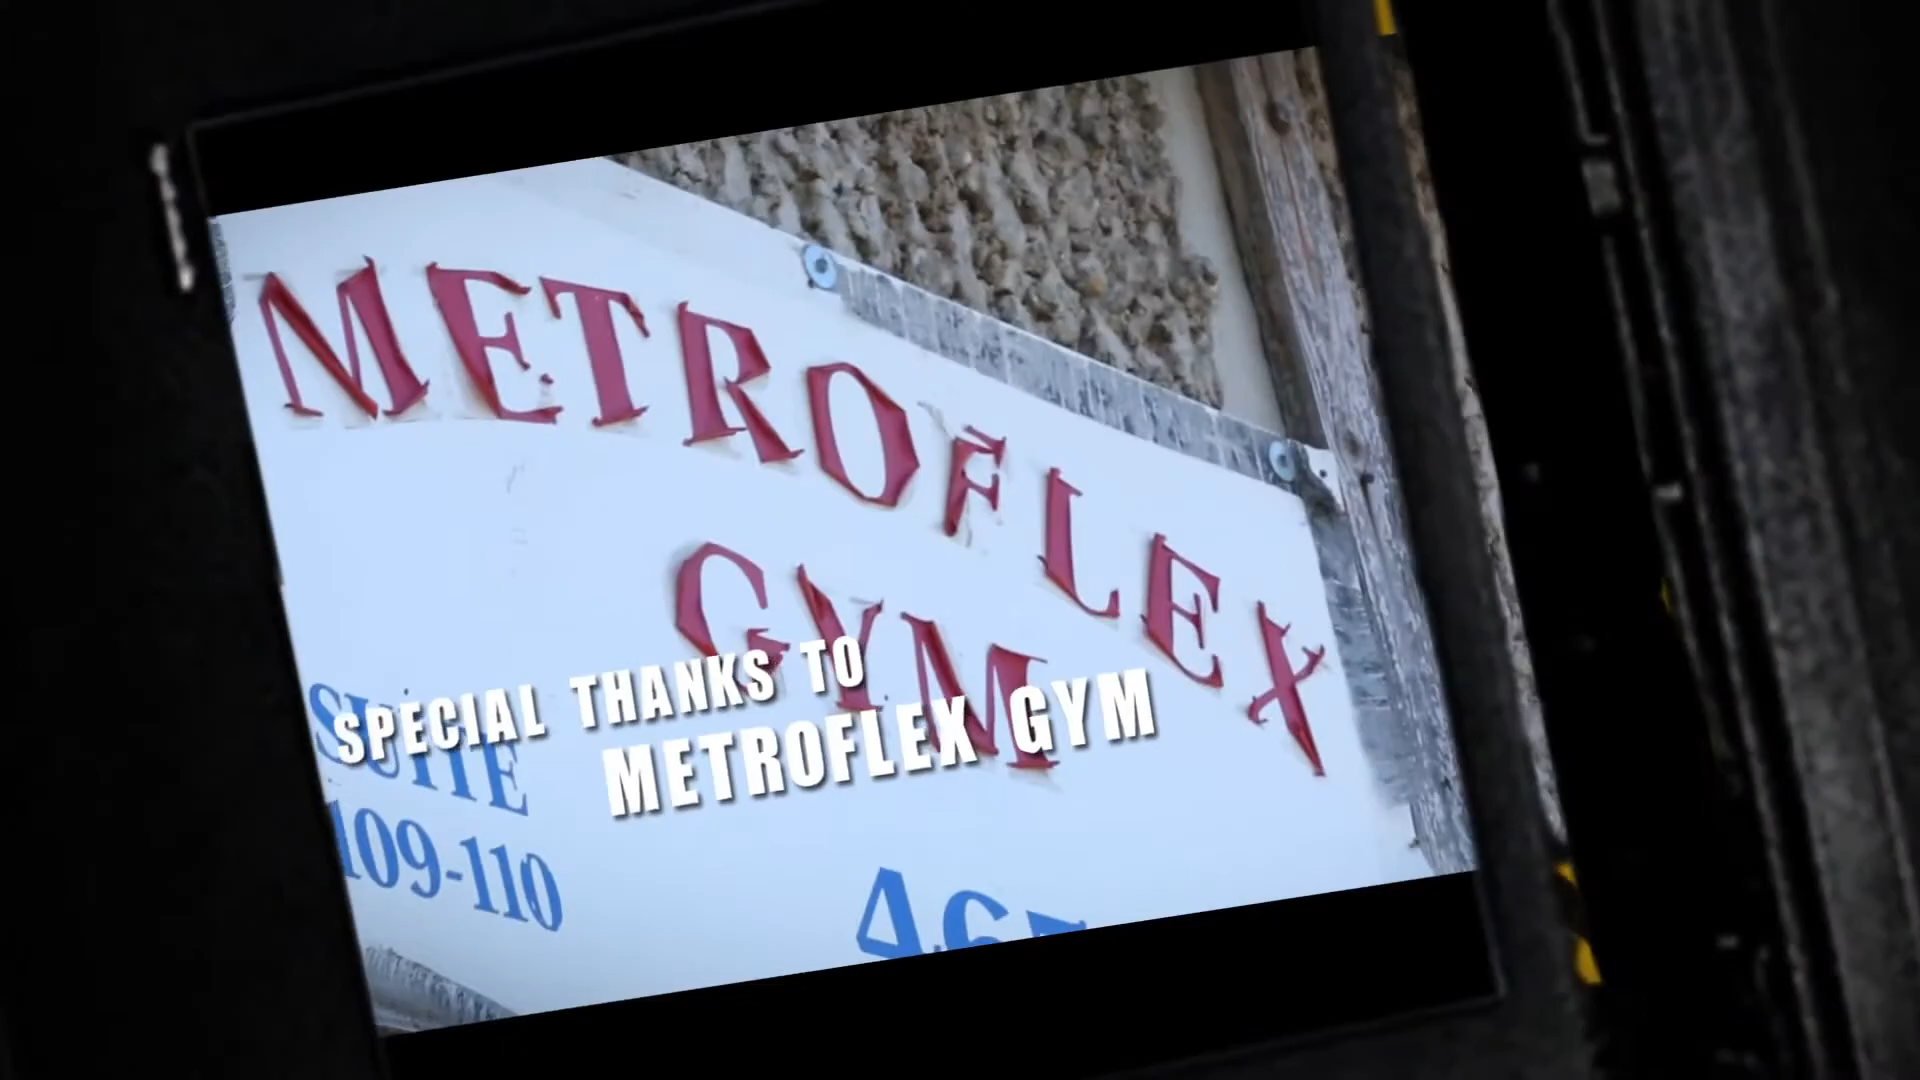 METROFLEX
GYM
SPECIAL THANKS TO
METROFLEX GYM
SUITE
109-110